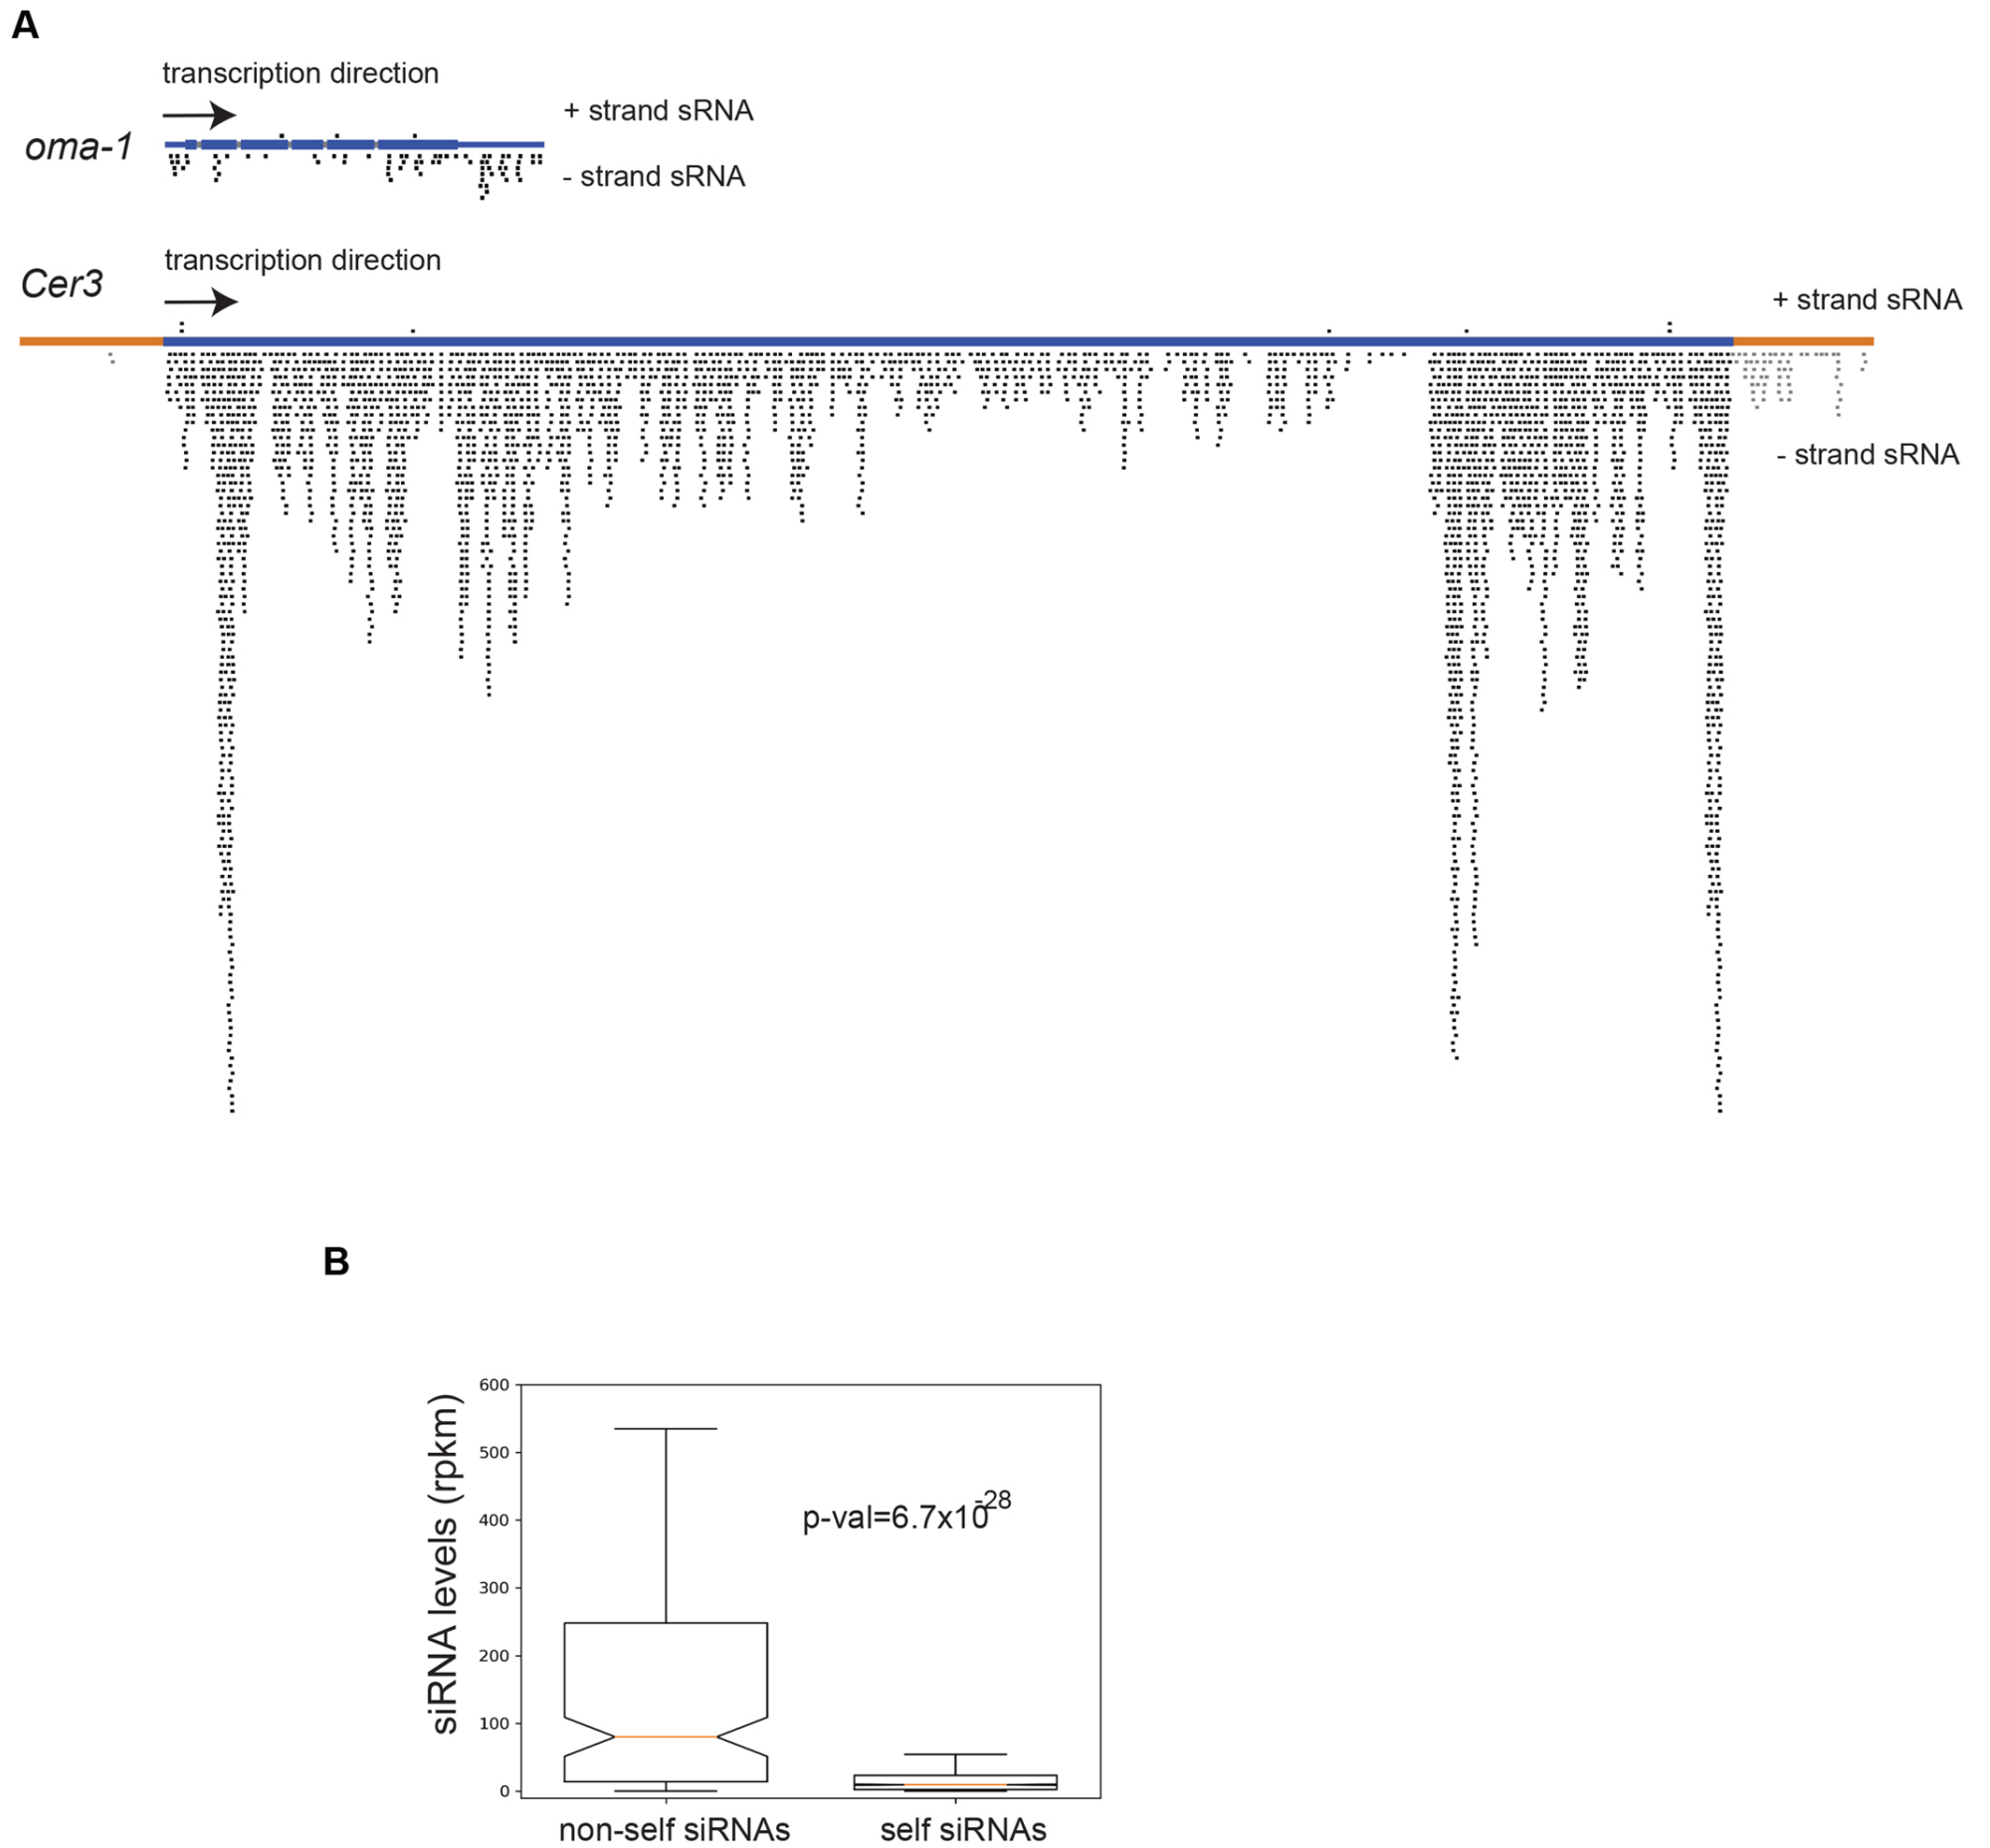 A
transcription direction
oma-1
+ strand sRNA
- strand sRNA
transcription direction
Cer3
+ strand sRNA
- strand sRNA
B
siRNA levels (rpkm)
600
500
400
300
200
100
0
p-val=6.7x10-28
non-self siRNAs
self siRNAs